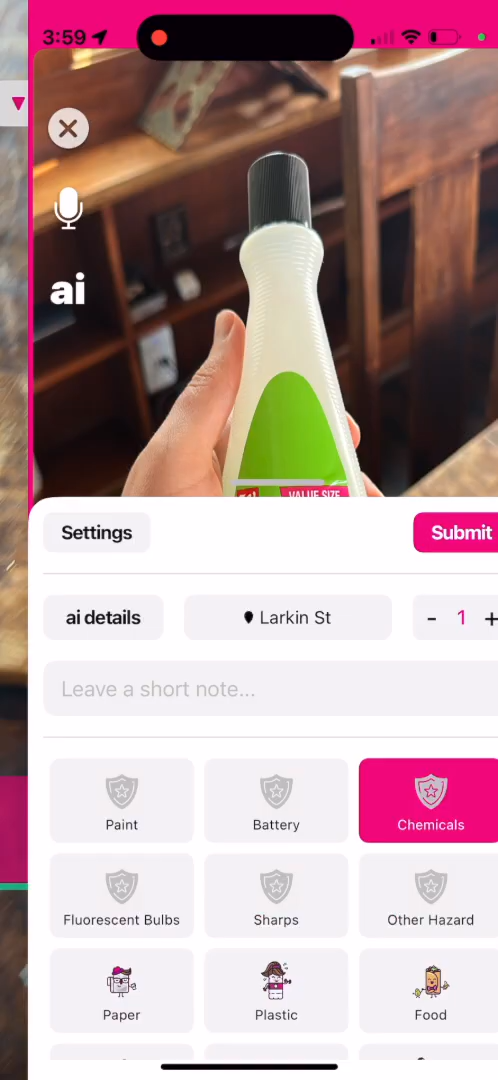 3:59
ai
VALUE SIZE
Settings
Submit
ai details
Larkin St
- 1 +
Leave a short note...
Paint
Battery
Chemicals
Fluorescent Bulbs
Sharps
Other Hazard
Paper
Plastic
Food